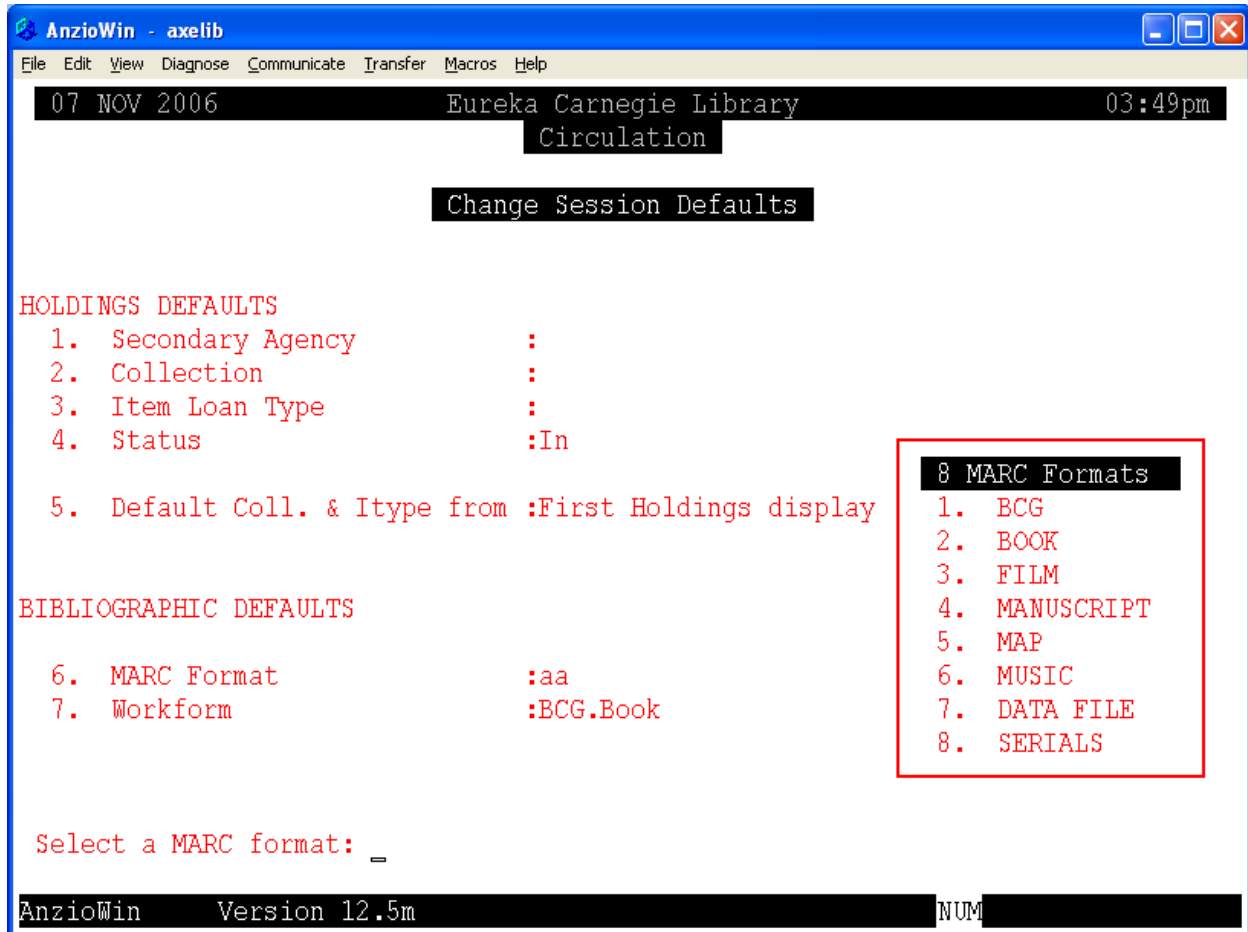 AnzioWin - axelib
File Edit View Diagnose Communicate Transfer Macros Help
07 NOV 2006 Eureka Carnegie Library 03:49pm
Circulation
Change Session Defaults
HOLDINGS DEFAULTS
1. Secondary Agency :
2. Collection :
3. Item Loan Type :
4. Status :In
5. Default Coll. & Itype from :First Holdings display
BIBLIOGRAPHIC DEFAULTS
6. MARC Format :aa
7. Workform :BCG.Book
8 MARC Formats
1. BCG
2. BOOK
3. FILM
4. MANUSCRIPT
5. MAP
6. MUSIC
7. DATA FILE
8. SERIALS
Select a MARC format: _
AnzioWin Version 12.5m NUM